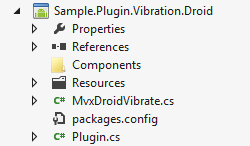 Sample.Plugin.Vibration.Droid
Properties
References
Components
Resources
C# MvxDroidVibrate.cs
packages.config
C# Plugin.cs